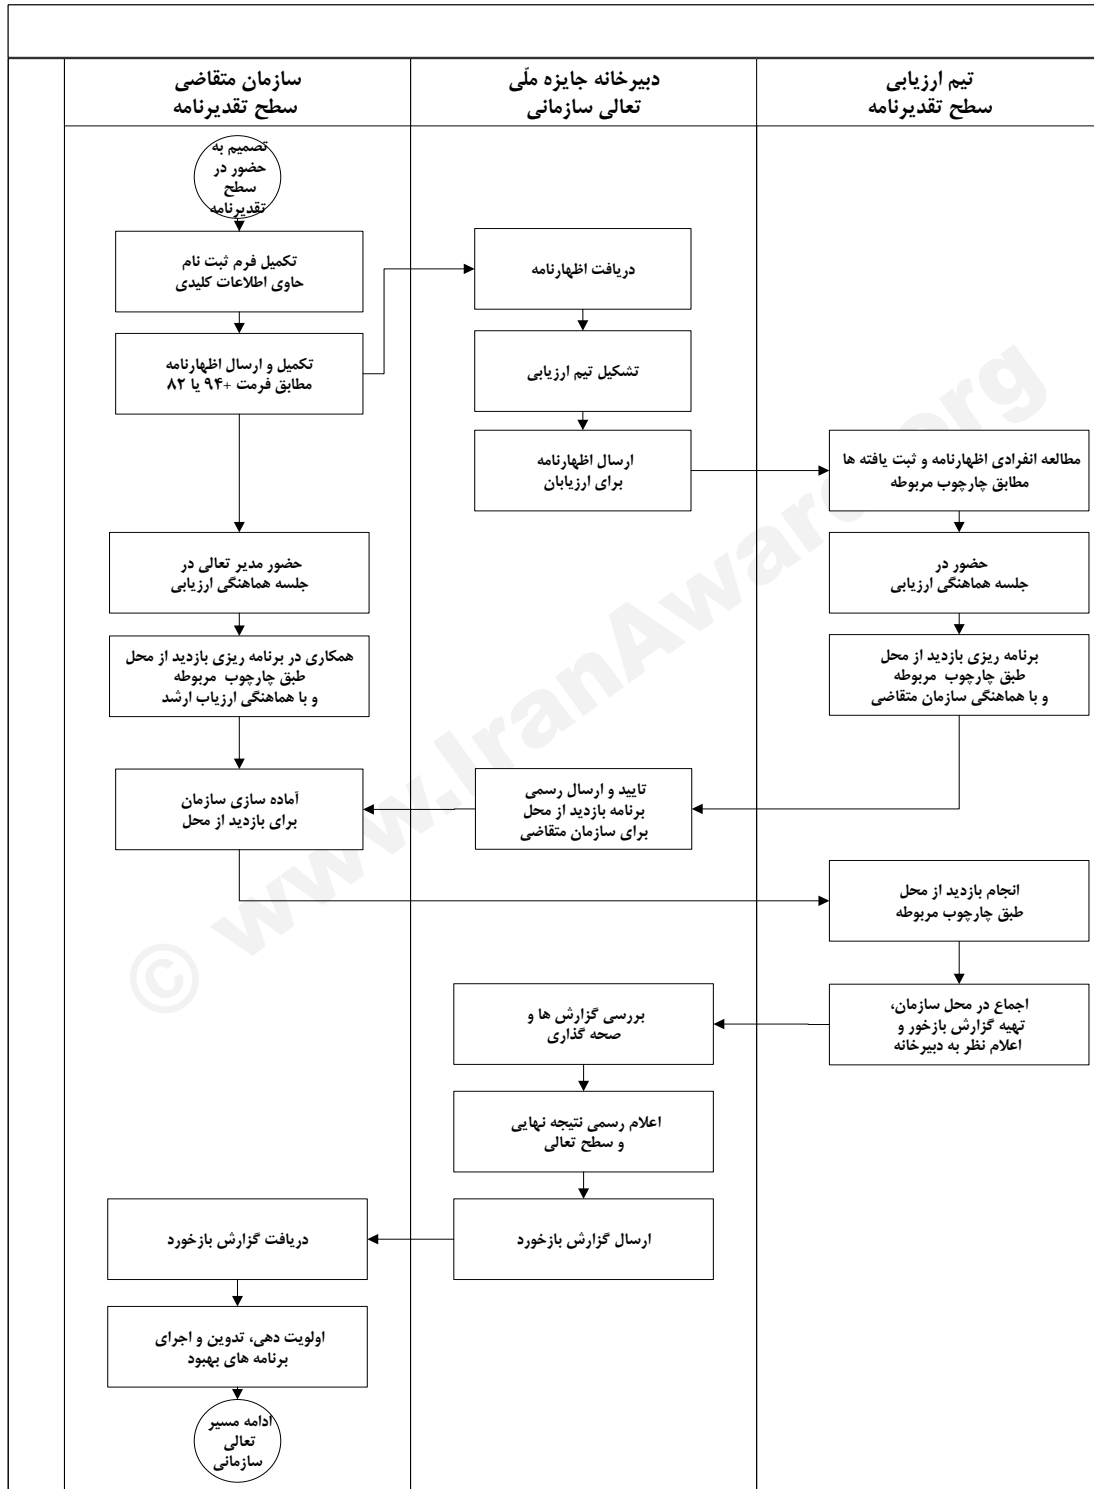 تیم ارزیابی
سطح تقدیرنامه
دبیرخانه جایزه ملّی
تعالی سازمانی
سازمان متقاضی
سطح تقدیرنامه
تصمیم به
حضور در
سطح
تقدیرنامه
تکمیل فرم ثبت نام
حاوی اطلاعات کلیدی
تکمیل و ارسال اظهارنامه
مطابق فرمت +۹۴ یا ۸۲
دریافت اظهارنامه
تشکیل تیم ارزیابی
ارسال اظهارنامه
برای ارزیابان
مطالعه انفرادی اظهارنامه و ثبت یافته ها
مطابق چارچوب مربوطه
حضور در
جلسه هماهنگی ارزیابی
حضور مدیر تعالی در
جلسه هماهنگی ارزیابی
برنامه ریزی بازدید از محل
طبق چارچوب مربوطه
و با هماهنگی سازمان متقاضی
همکاری در برنامه ریزی بازدید از محل
طبق چارچوب مربوطه
و با هماهنگی ارزیاب ارشد
تایید و ارسال رسمی
برنامه بازدید از محل
برای سازمان متقاضی
آماده سازی سازمان
برای بازدید از محل
انجام بازدید از محل
طبق چارچوب مربوطه
اجماع در محل سازمان،
تهیه گزارش بازخور و
اعلام نظر به دبیرخانه
بررسی گزارش ها و
صحه گذاری
اعلام رسمی نتیجه نهایی
و سطح تعالی
ارسال گزارش بازخورد
دریافت گزارش بازخورد
اولویت دهی، تدوین و اجرای
برنامه های بهبود
ادامه مسیر
تعالی
سازمانی
© www.IranAward.org